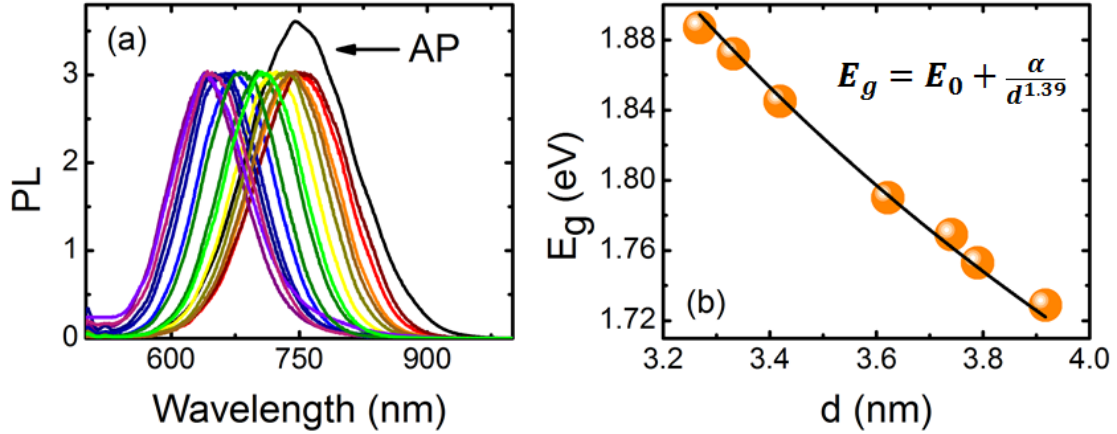 (a)
AP
PL
3
2
1
0
600 750 900
Wavelength (nm)
E_g = E_0 + α/d^1.39
(b)
E_g (eV)
1.88
1.84
1.80
1.76
1.72
3.2 3.4 3.6 3.8 4.0
d (nm)